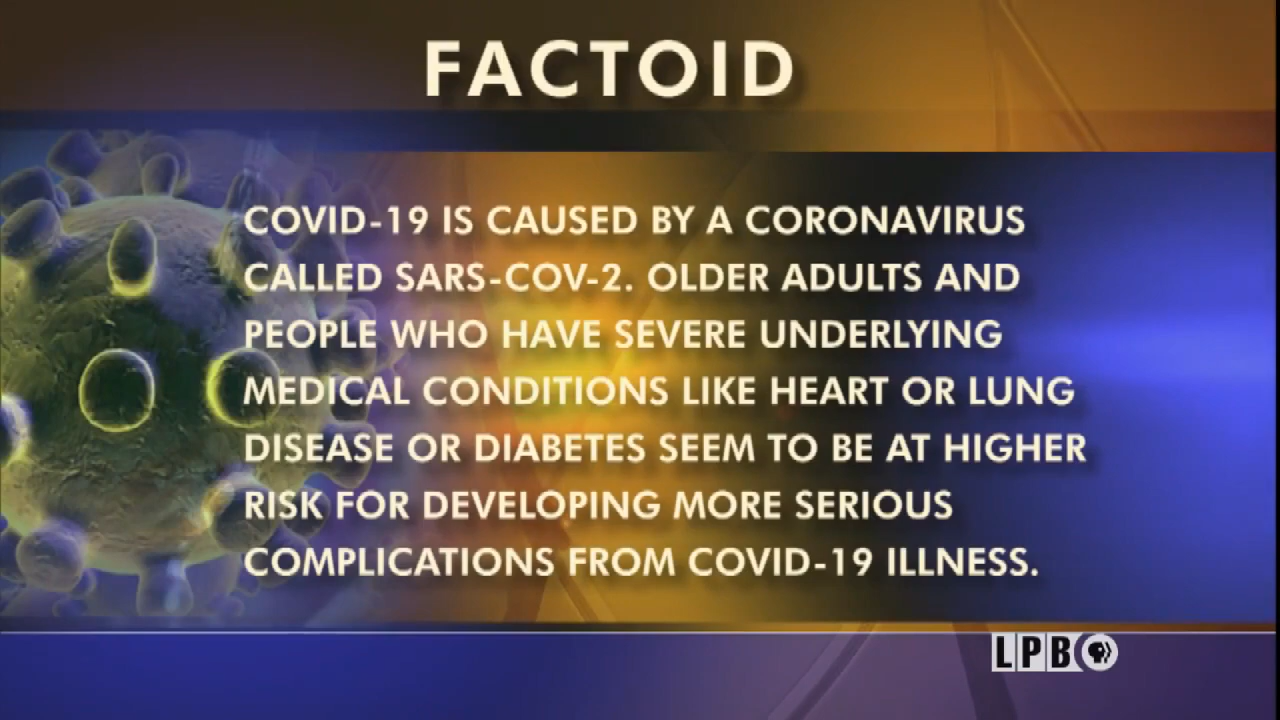 FACTOID
COVID-19 IS CAUSED BY A CORONAVIRUS
CALLED SARS-COV-2. OLDER ADULTS AND
PEOPLE WHO HAVE SEVERE UNDERLYING
MEDICAL CONDITIONS LIKE HEART OR LUNG
DISEASE OR DIABETES SEEM TO BE AT HIGHER
RISK FOR DEVELOPING MORE SERIOUS
COMPLICATIONS FROM COVID-19 ILLNESS.
LPB